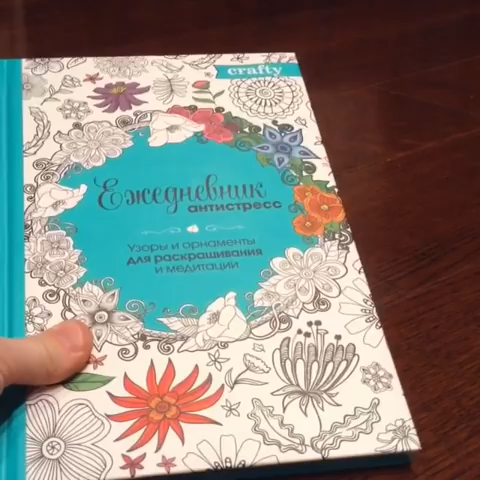 crafty
Ежедневник
антистресс
Узоры и орнаменты
для раскрашивания
и медитации